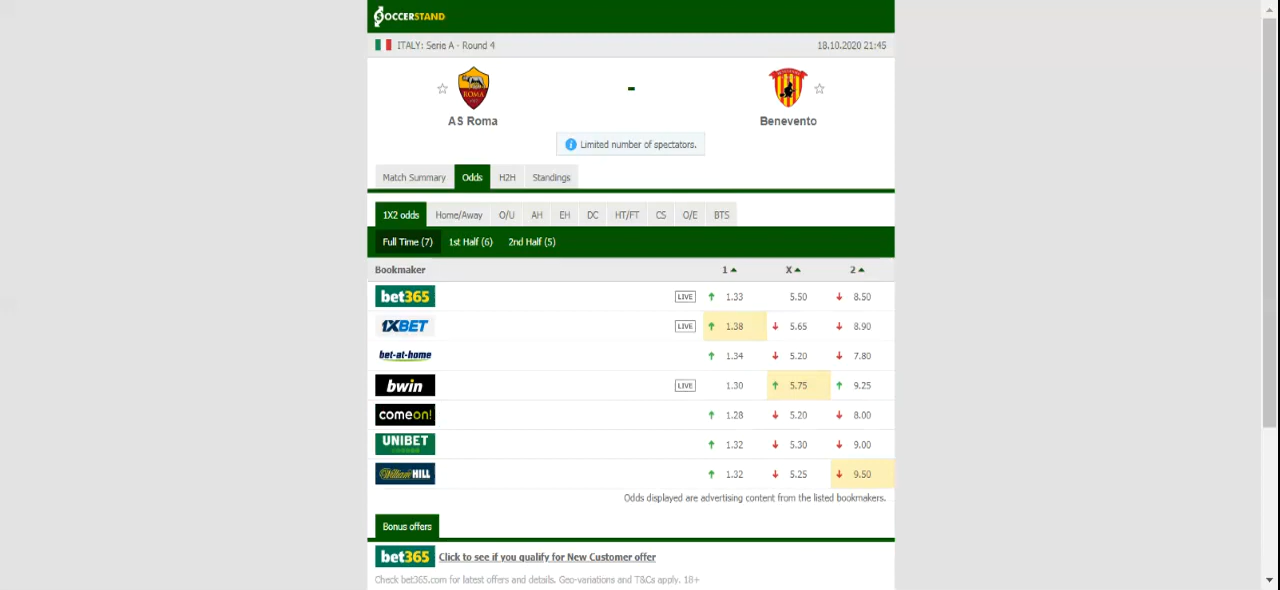 SOCCERSTAND
ITALY: Serie A - Round 4 18.10.2020 21:45
ROMA
-
AS Roma Benevento
Limited number of spectators.
Match Summary Odds H2H Standings
1X2 odds Home/Away O/U AH EH DC HT/FT CS O/E BTS
Full Time (7) 1st Half (6) 2nd Half (5)
Bookmaker 1 X 2
bet365 LIVE 1.33 5.50 8.50
1XBET LIVE 1.38 5.65 8.90
bet-at-home 1.34 5.20 7.80
bwin LIVE 1.30 5.75 9.25
comeon! 1.28 5.20 8.00
UNIBET 1.32 5.30 9.00
William HILL 1.32 5.25 9.50
Odds displayed are advertising content from the listed bookmakers.
Bonus offers
bet365 Click to see if you qualify for New Customer offer
Check bet365.com for latest offers and details. Geo-variations and T&Cs apply. 18+